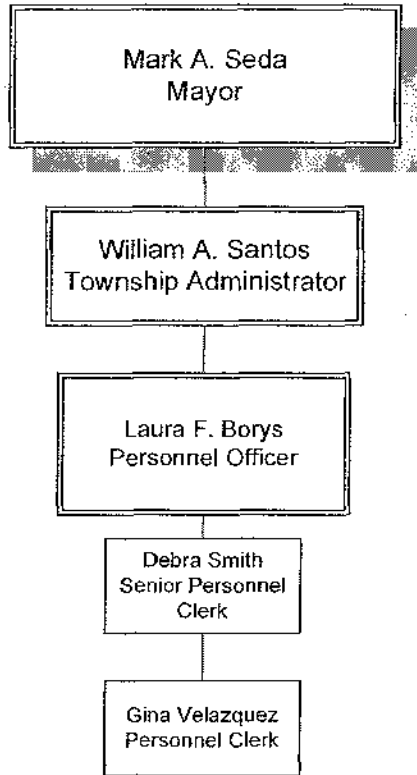 Mark A. Seda
Mayor
William A. Santos
Township Administrator
Laura F. Borys
Personnel Officer
Debra Smith
Senior Personnel
Clerk
Gina Velazquez
Personnel Clerk